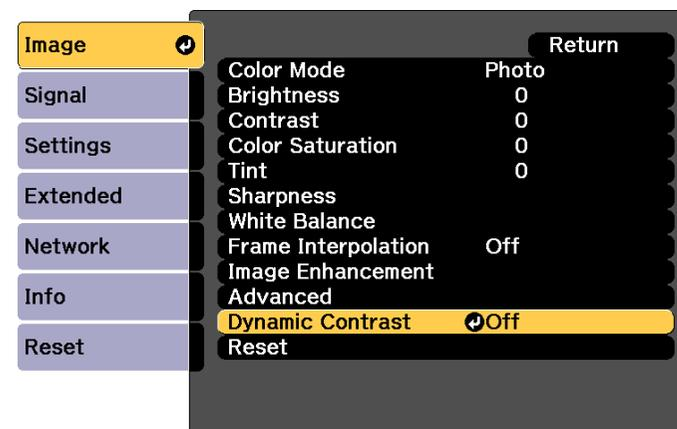 Image
Signal
Settings
Extended
Network
Info
Reset
Return
Color Mode Photo
Brightness 0
Contrast 0
Color Saturation 0
Tint 0
Sharpness
White Balance
Frame Interpolation Off
Image Enhancement
Advanced
Dynamic Contrast Off
Reset